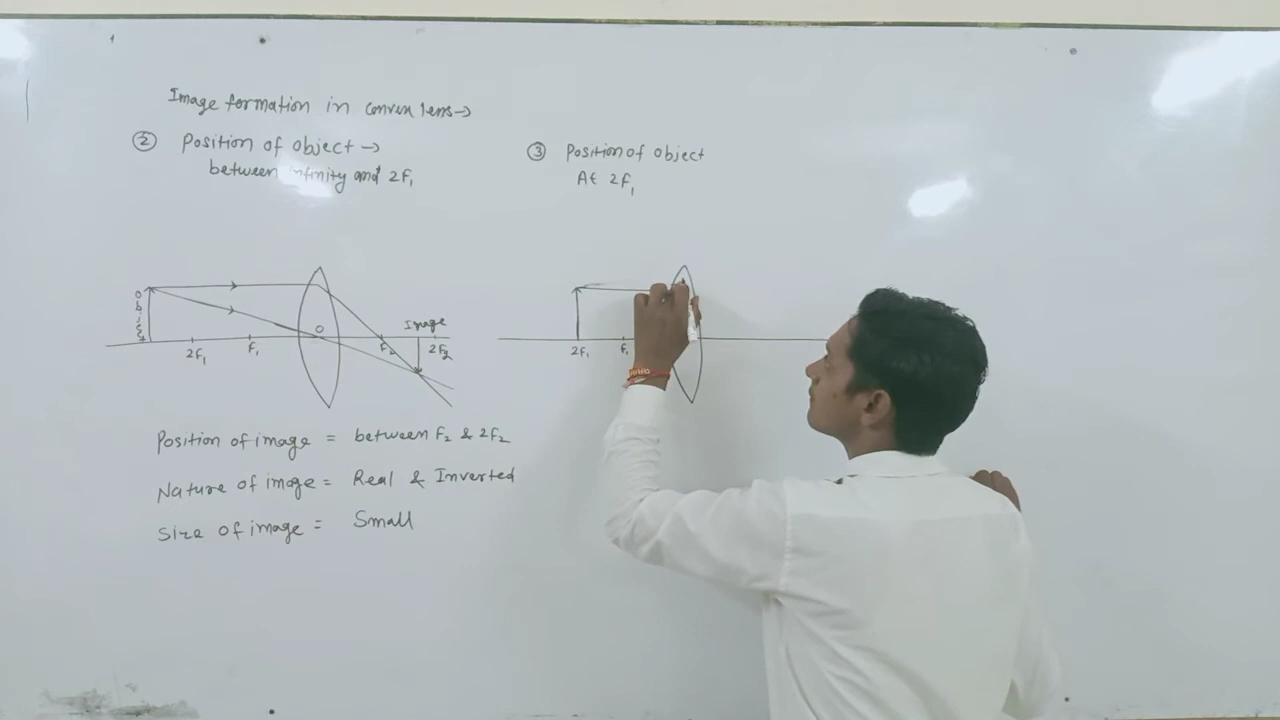 Image formation in convex lens→
② Position of object →
between infinity and 2F₁
③ Position of object
At 2F₁
Object
2F₁
F₁
O
F₂
Image
2F₂
2F₁
F₁
Position of image = between F₂ & 2F₂
Nature of image = Real & Inverted
Size of image = Small